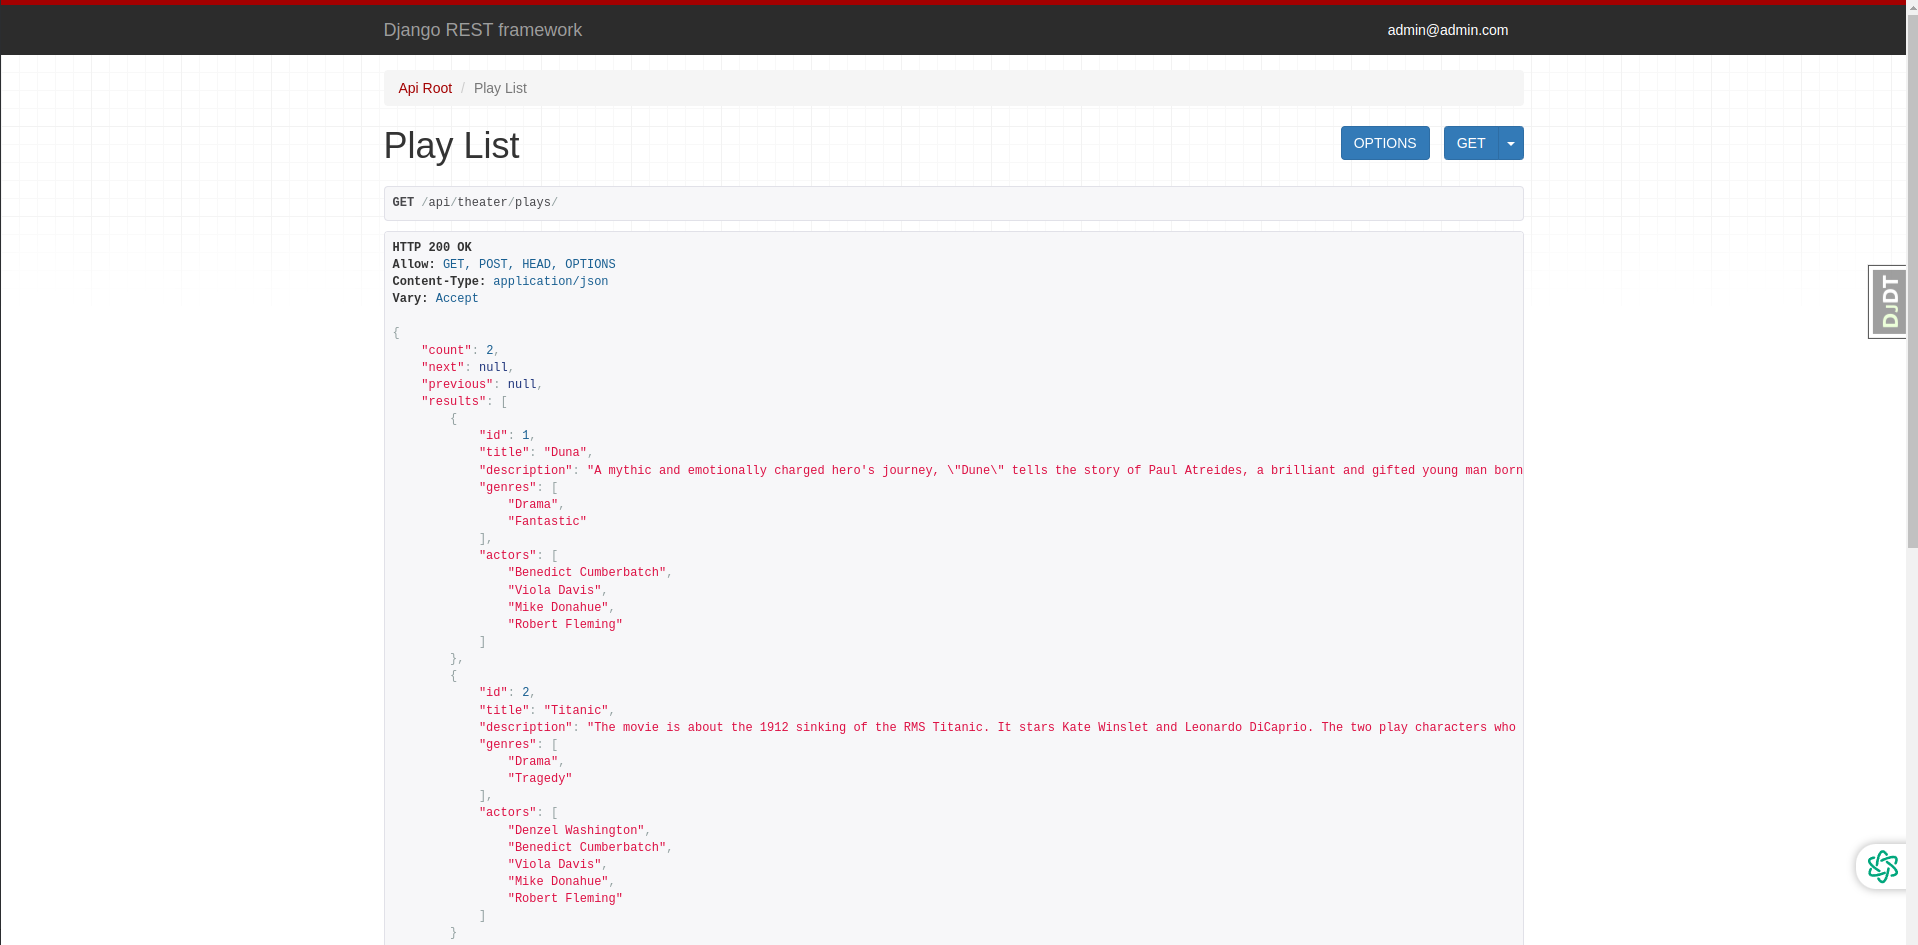 Django REST framework
admin@admin.com
Api Root / Play List
Play List
OPTIONS
GET
GET /api/theater/plays/
HTTP 200 OK
Allow: GET, POST, HEAD, OPTIONS
Content-Type: application/json
Vary: Accept
{
"count": 2,
"next": null,
"previous": null,
"results": [
{
"id": 1,
"title": "Duna",
"description": "A mythic and emotionally charged hero's journey, \"Dune\" tells the story of Paul Atreides, a brilliant and gifted young man born
"genres": [
"Drama",
"Fantastic"
],
"actors": [
"Benedict Cumberbatch",
"Viola Davis",
"Mike Donahue",
"Robert Fleming"
]
},
{
"id": 2,
"title": "Titanic",
"description": "The movie is about the 1912 sinking of the RMS Titanic. It stars Kate Winslet and Leonardo DiCaprio. The two play characters who
"genres": [
"Drama",
"Tragedy"
],
"actors": [
"Denzel Washington",
"Benedict Cumberbatch",
"Viola Davis",
"Mike Donahue",
"Robert Fleming"
]
}
DJDT